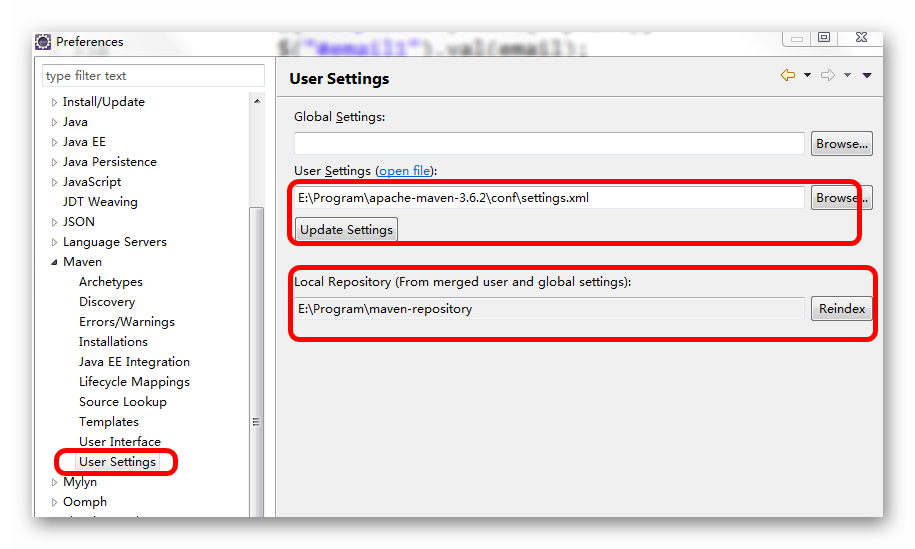 Preferences
$("#email1").val(email);
type filter text
Install/Update
Java
Java EE
Java Persistence
JavaScript
JDT Weaving
JSON
Language Servers
Maven
Archetypes
Discovery
Errors/Warnings
Installations
Java EE Integration
Lifecycle Mappings
Source Lookup
Templates
User Interface
User Settings
Mylyn
Oomph
User Settings
Global Settings:
Browse...
User Settings (open file):
E:\Program\apache-maven-3.6.2\conf\settings.xml
Browse...
Update Settings
Local Repository (From merged user and global settings):
E:\Program\maven-repository
Reindex